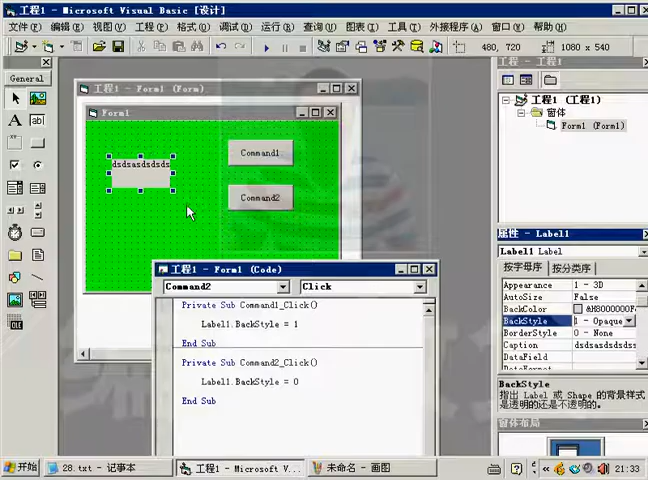 工程1 - Microsoft Visual Basic [设计]
文件(F) 编辑(E) 视图(V) 工程(P) 格式(O) 调试(D) 运行(R) 查询(U) 图表(I) 工具(T) 外接程序(A) 窗口(W) 帮助(H)
480, 720 1080 x 540
General
A
ab|
OLE
工程1 - Form1 (Form)
Form1
dsdsasdsdsds
Command1
Command2
工程1 - Form1 (Code)
Command2 Click
Private Sub Command1_Click()
Label1.BackStyle = 1
End Sub
Private Sub Command2_Click()
Label1.BackStyle = 0
End Sub
工程 - 工程1
工程1 (工程1)
窗体
Form1 (Form1)
属性 - Label1
Label1 Label
按字母序 按分类序
Appearance 1 - 3D
AutoSize False
BackColor &H8000000F
BackStyle 1 - Opaque
BorderStyle 0 - None
Caption dsdsasdsdss
DataField
BackStyle
指出 Label 或 Shape 的背景样式
是透明的还是不透明的。
窗体布局
开始 28.txt - 记事本 工程1 - Microsoft V... 未命名 - 画图 21:33